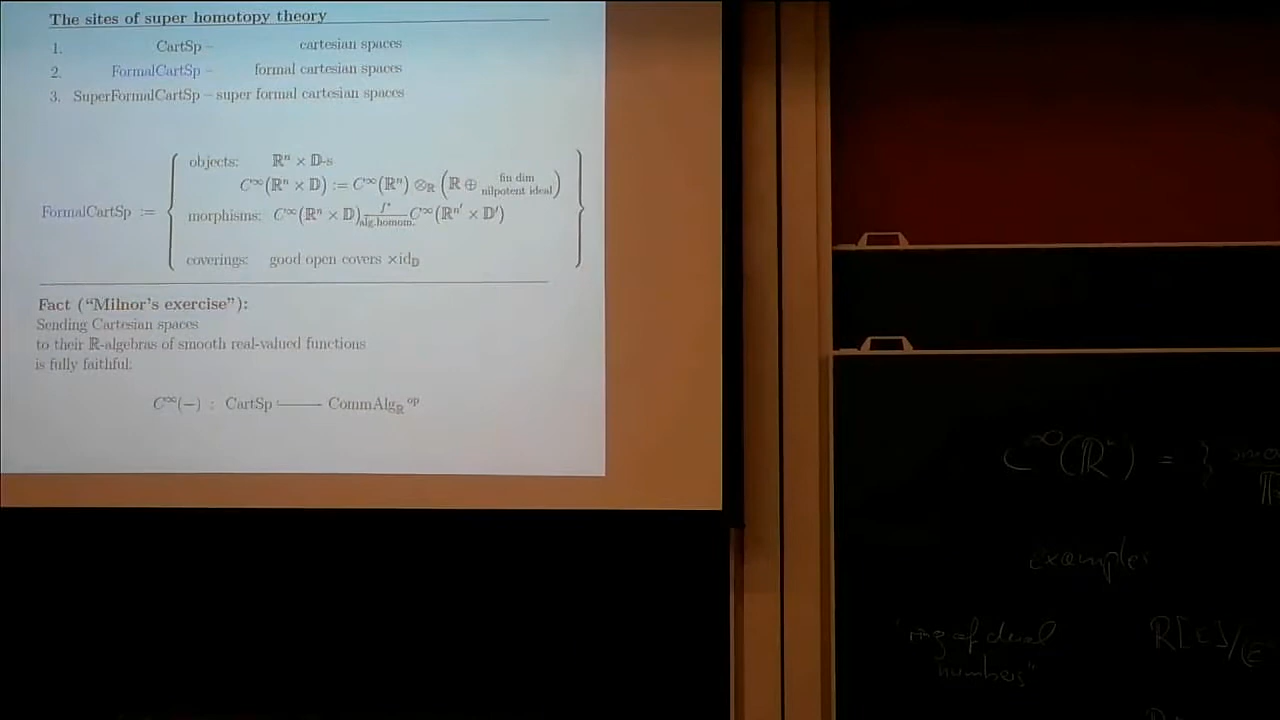 The sites of super homotopy theory
1. CartSp – cartesian spaces
2. FormalCartSp – formal cartesian spaces
3. SuperFormalCartSp – super formal cartesian spaces
objects: ℝⁿ × 𝔻-s
C^∞(ℝⁿ × 𝔻) := C^∞(ℝⁿ) ⊗_ℝ (ℝ ⊕ fin dim nilpotent ideal)
FormalCartSp :=
morphisms: C^∞(ℝⁿ × 𝔻) f* alg.homom. C^∞(ℝⁿ' × 𝔻')
coverings: good open covers ×id_𝔻
Fact ("Milnor's exercise"):
Sending Cartesian spaces
to their ℝ-algebras of smooth real-valued functions
is fully faithful:
C^∞(−) : CartSp ⟶ CommAlg_ℝ^op
C^∞(ℝⁿ) = {
examples
"ring of dual
numbers"
ℝ[ε]/(ε